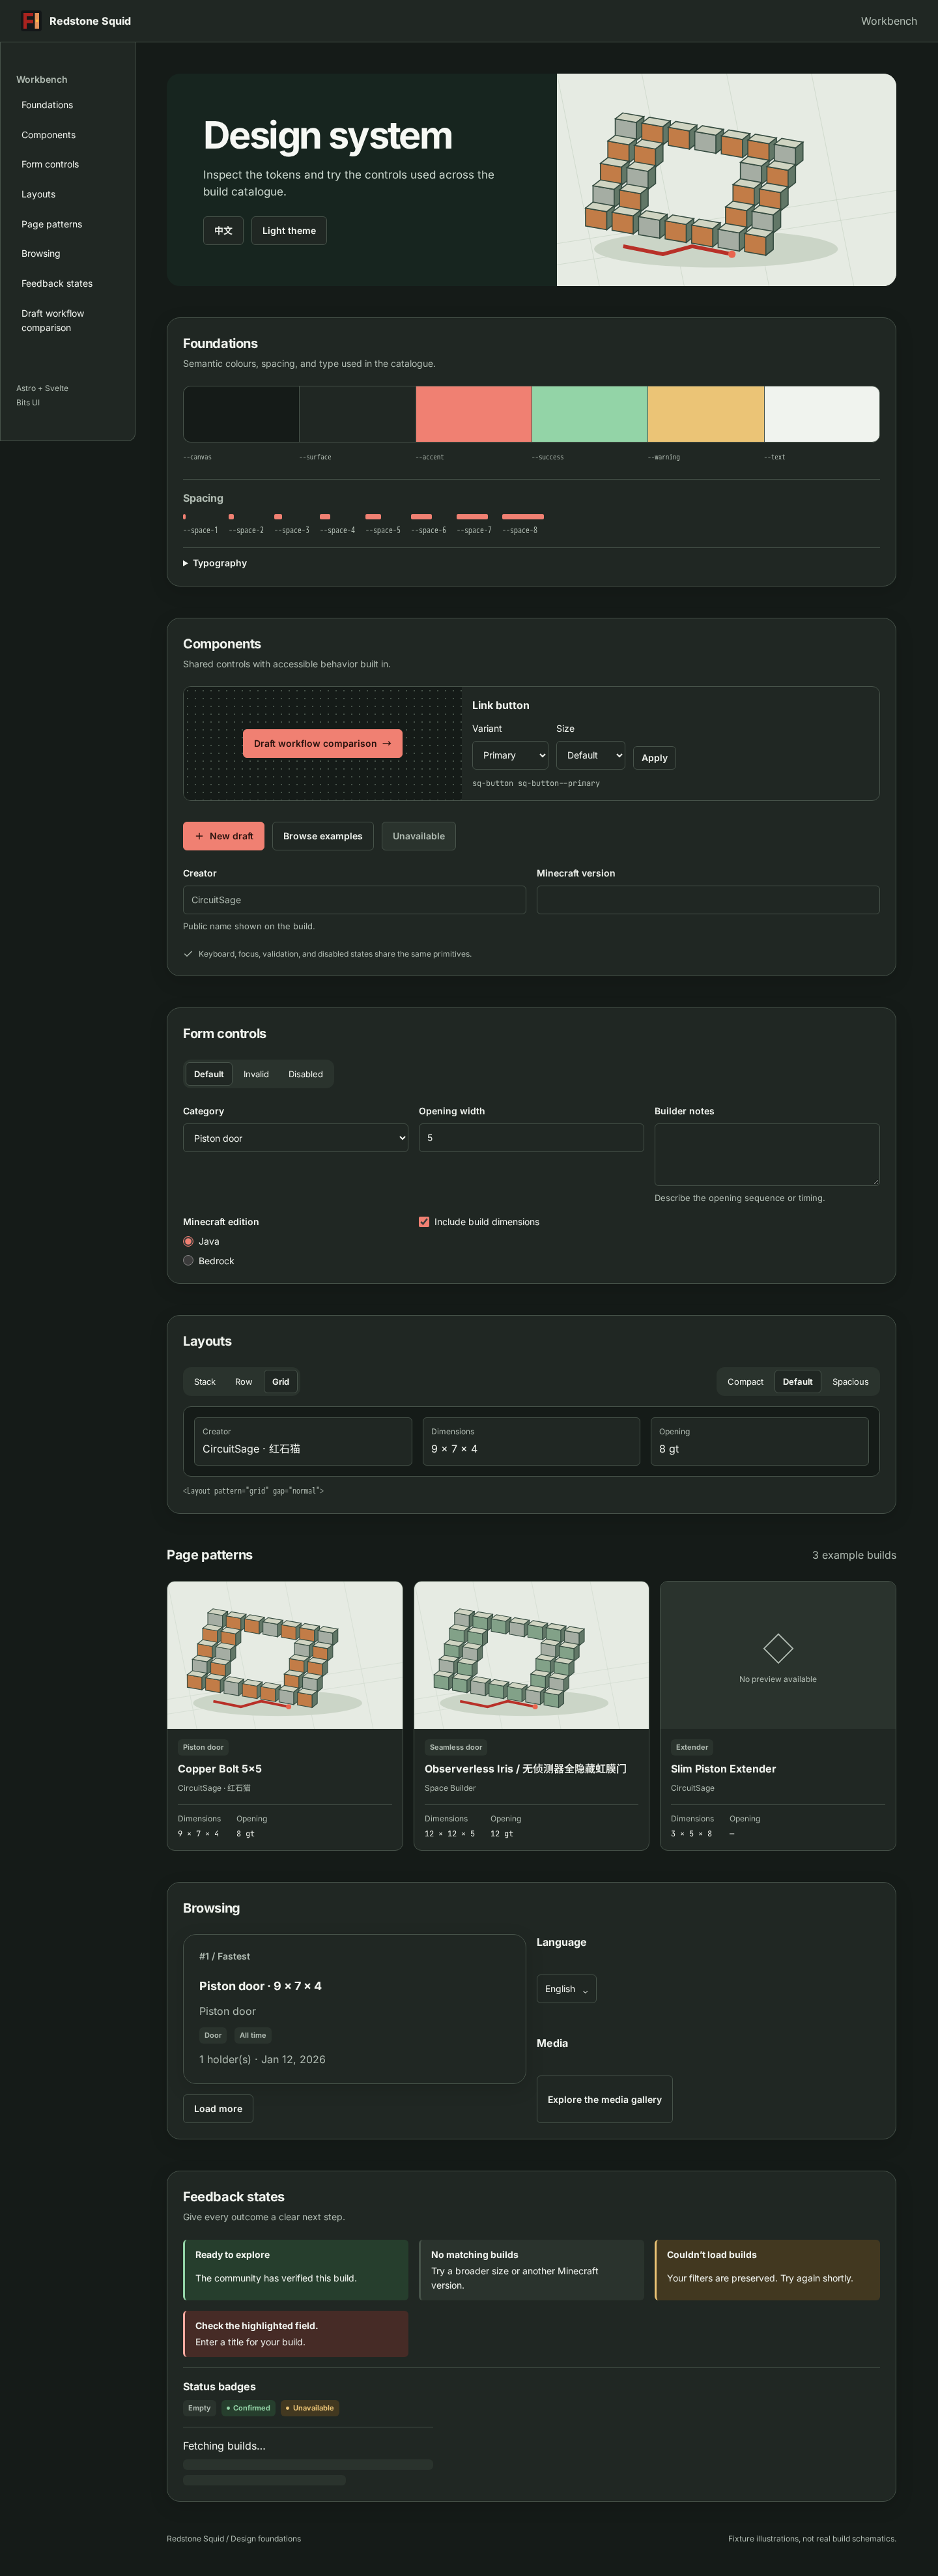 Redstone Squid
Workbench
Workbench
Foundations
Components
Form controls
Layouts
Page patterns
Browsing
Feedback states
Draft workflow
comparison
Astro + Svelte
Bits UI
Design system
Inspect the tokens and try the controls used across the
build catalogue.
中文
Light theme
Foundations
Semantic colours, spacing, and type used in the catalogue.
--canvas
--surface
--accent
--success
--warning
--text
Spacing
--space-1
--space-2
--space-3
--space-4
--space-5
--space-6
--space-7
--space-8
Typography
Components
Shared controls with accessible behavior built in.
Draft workflow comparison →
Link button
Variant
Size
Primary
Default
Apply
sq-button sq-button--primary
+ New draft
Browse examples
Unavailable
Creator
Minecraft version
CircuitSage
Public name shown on the build.
Keyboard, focus, validation, and disabled states share the same primitives.
Form controls
Default
Invalid
Disabled
Category
Opening width
Builder notes
Piston door
5
Describe the opening sequence or timing.
Minecraft edition
Include build dimensions
Java
Bedrock
Layouts
Stack
Row
Grid
Compact
Default
Spacious
Creator
CircuitSage · 红石猫
Dimensions
9 × 7 × 4
Opening
8 gt
<Layout pattern="grid" gap="normal">
Page patterns
3 example builds
Piston door
Copper Bolt 5×5
CircuitSage · 红石猫
Dimensions
Opening
9 × 7 × 4
8 gt
Seamless door
Observerless Iris / 无侦测器全隐藏虹膜门
Space Builder
Dimensions
Opening
12 × 12 × 5
12 gt
No preview available
Extender
Slim Piston Extender
CircuitSage
Dimensions
Opening
3 × 5 × 8
—
Browsing
#1 / Fastest
Piston door · 9 × 7 × 4
Piston door
Door
All time
1 holder(s) · Jan 12, 2026
Load more
Language
English
Media
Explore the media gallery
Feedback states
Give every outcome a clear next step.
Ready to explore
The community has verified this build.
No matching builds
Try a broader size or another Minecraft
version.
Couldn't load builds
Your filters are preserved. Try again shortly.
Check the highlighted field.
Enter a title for your build.
Status badges
Empty
Confirmed
Unavailable
Fetching builds…
Redstone Squid / Design foundations
Fixture illustrations, not real build schematics.